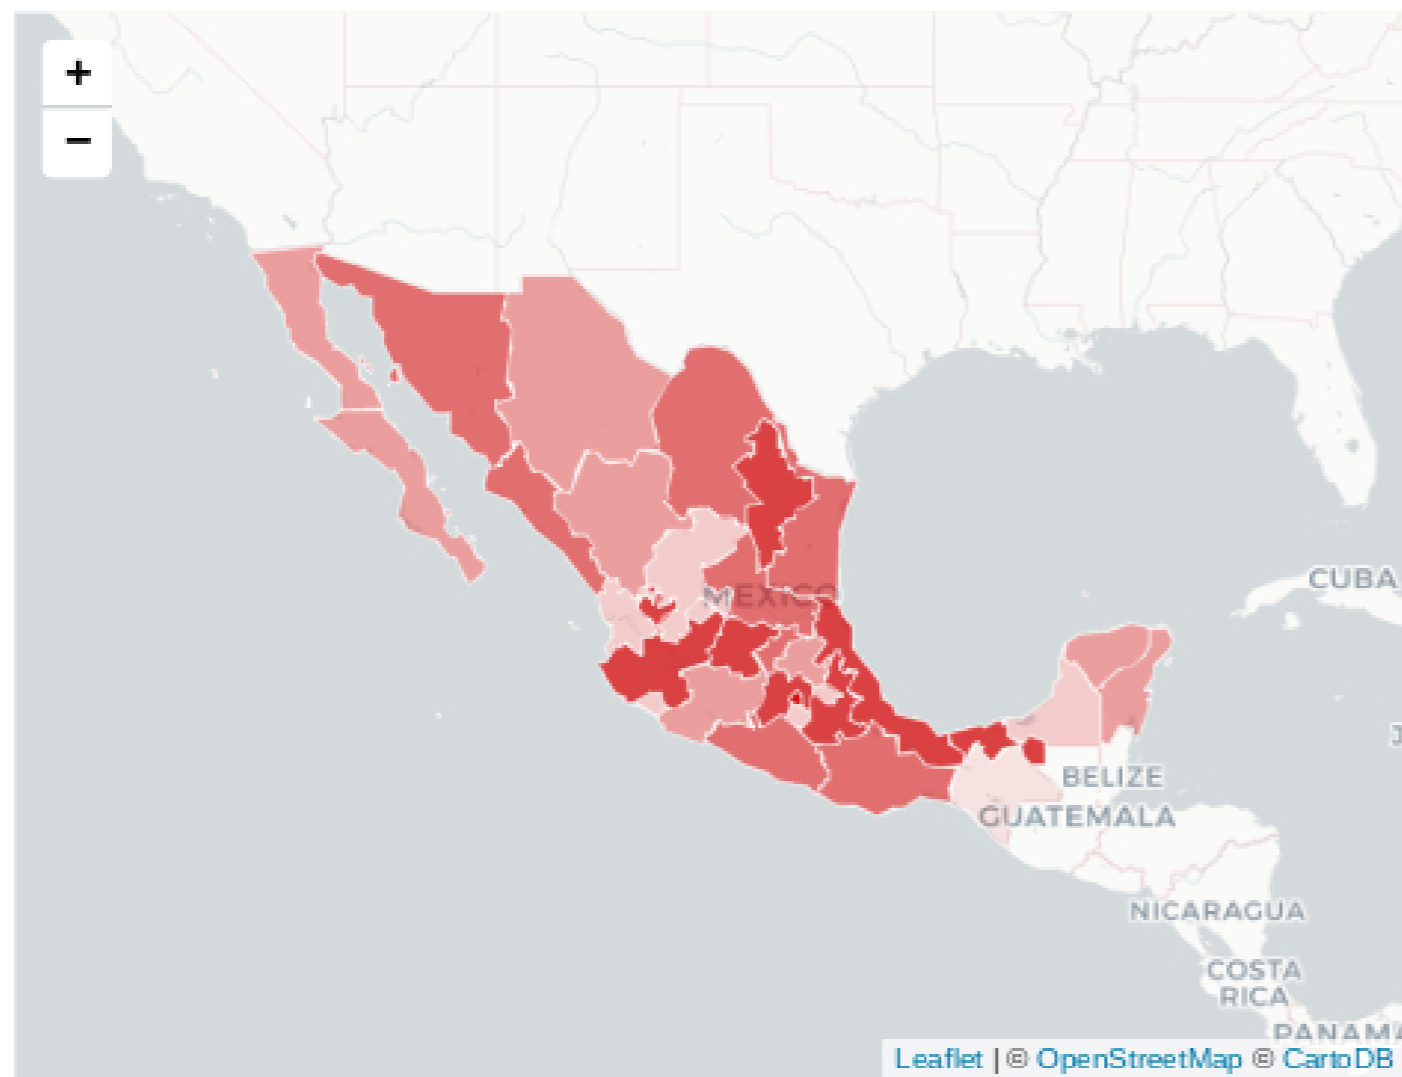 +
−
MEXICO
CUBA
BELIZE
GUATEMALA
NICARAGUA
COSTA
RICA
PANAMA
Leaflet | © OpenStreetMap © CartoDB